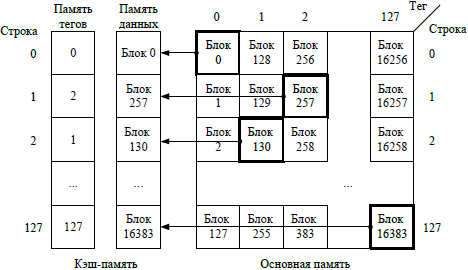 Строка Память тегов Память данных 0 1 2 127 Тег Строка
0 0 Блок 0 Блок 0 Блок 128 Блок 256 Блок 16256 0
1 2 Блок 257 Блок 1 Блок 129 Блок 257 Блок 16257 1
2 1 Блок 130 Блок 2 Блок 130 Блок 258 Блок 16258 2
... ... ...
127 127 Блок 16383 Блок 127 Блок 255 Блок 383 Блок 16383 127
Кэш-память Основная память